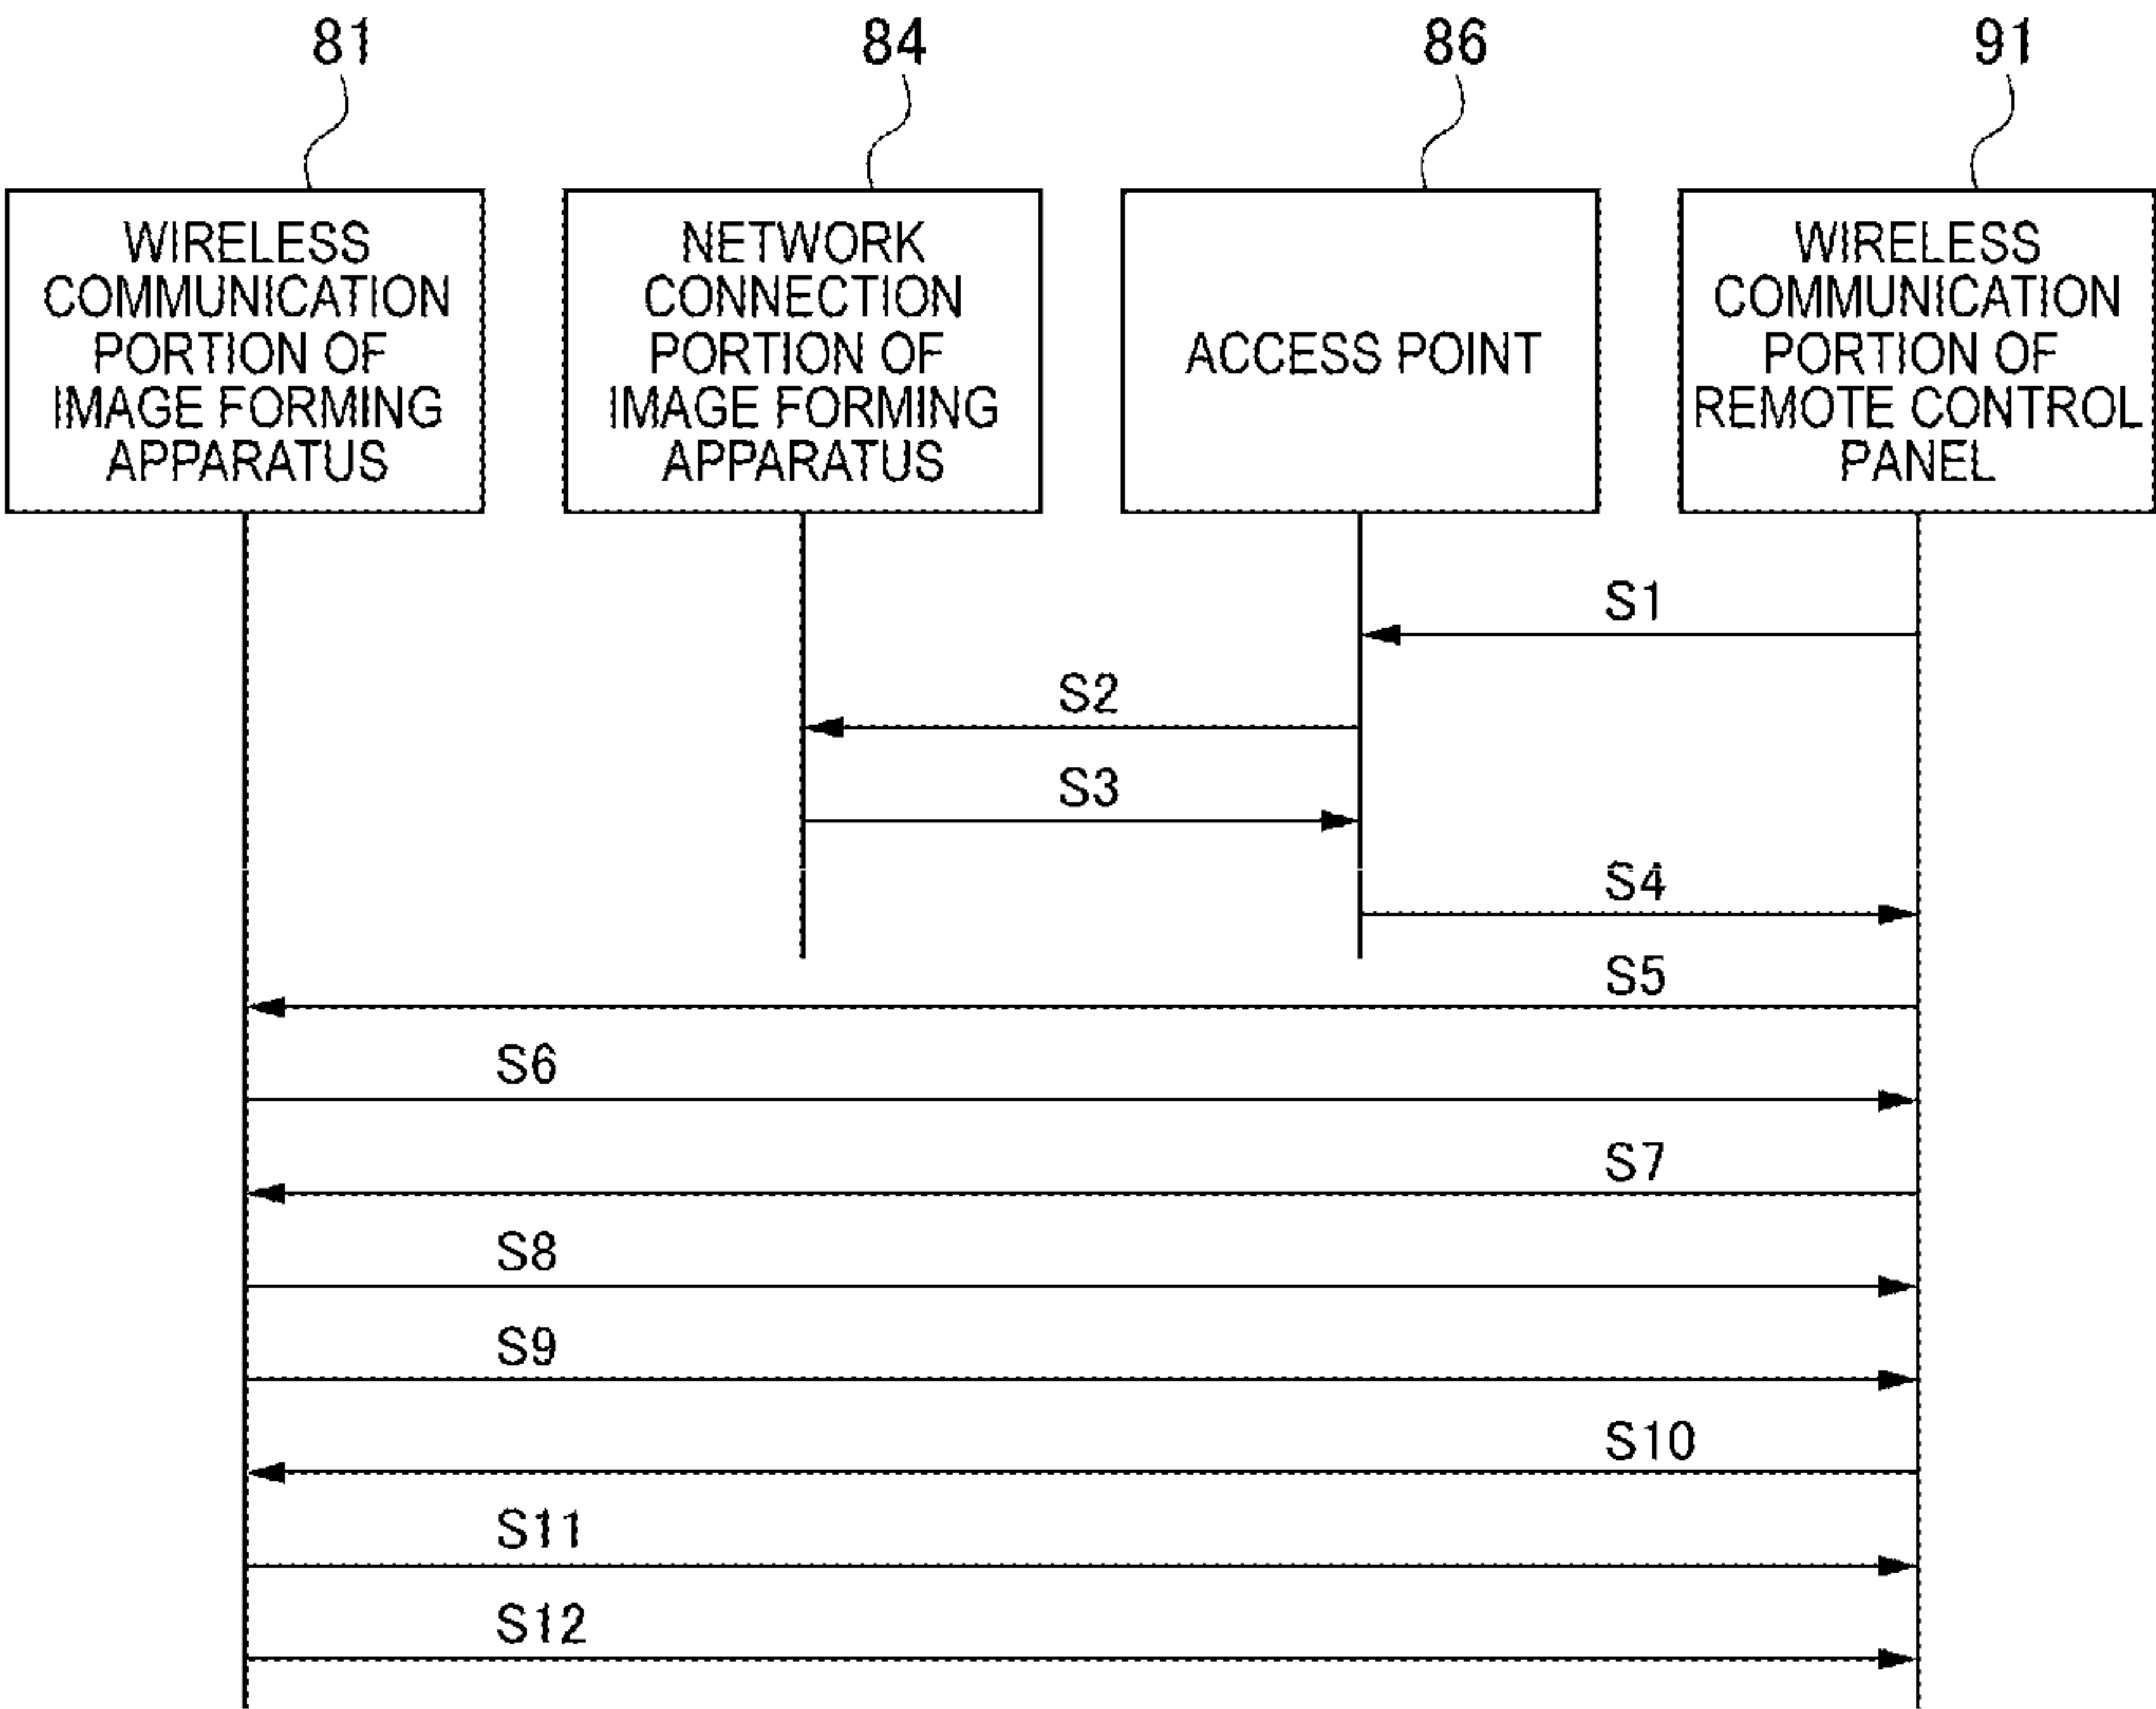 81
84
86
91
WIRELESS
COMMUNICATION
PORTION OF
IMAGE FORMING
APPARATUS
NETWORK
CONNECTION
PORTION OF
IMAGE FORMING
APPARATUS
ACCESS POINT
WIRELESS
COMMUNICATION
PORTION OF
REMOTE CONTROL
PANEL
S1
S2
S3
S4
S5
S6
S7
S8
S9
S10
S11
S12